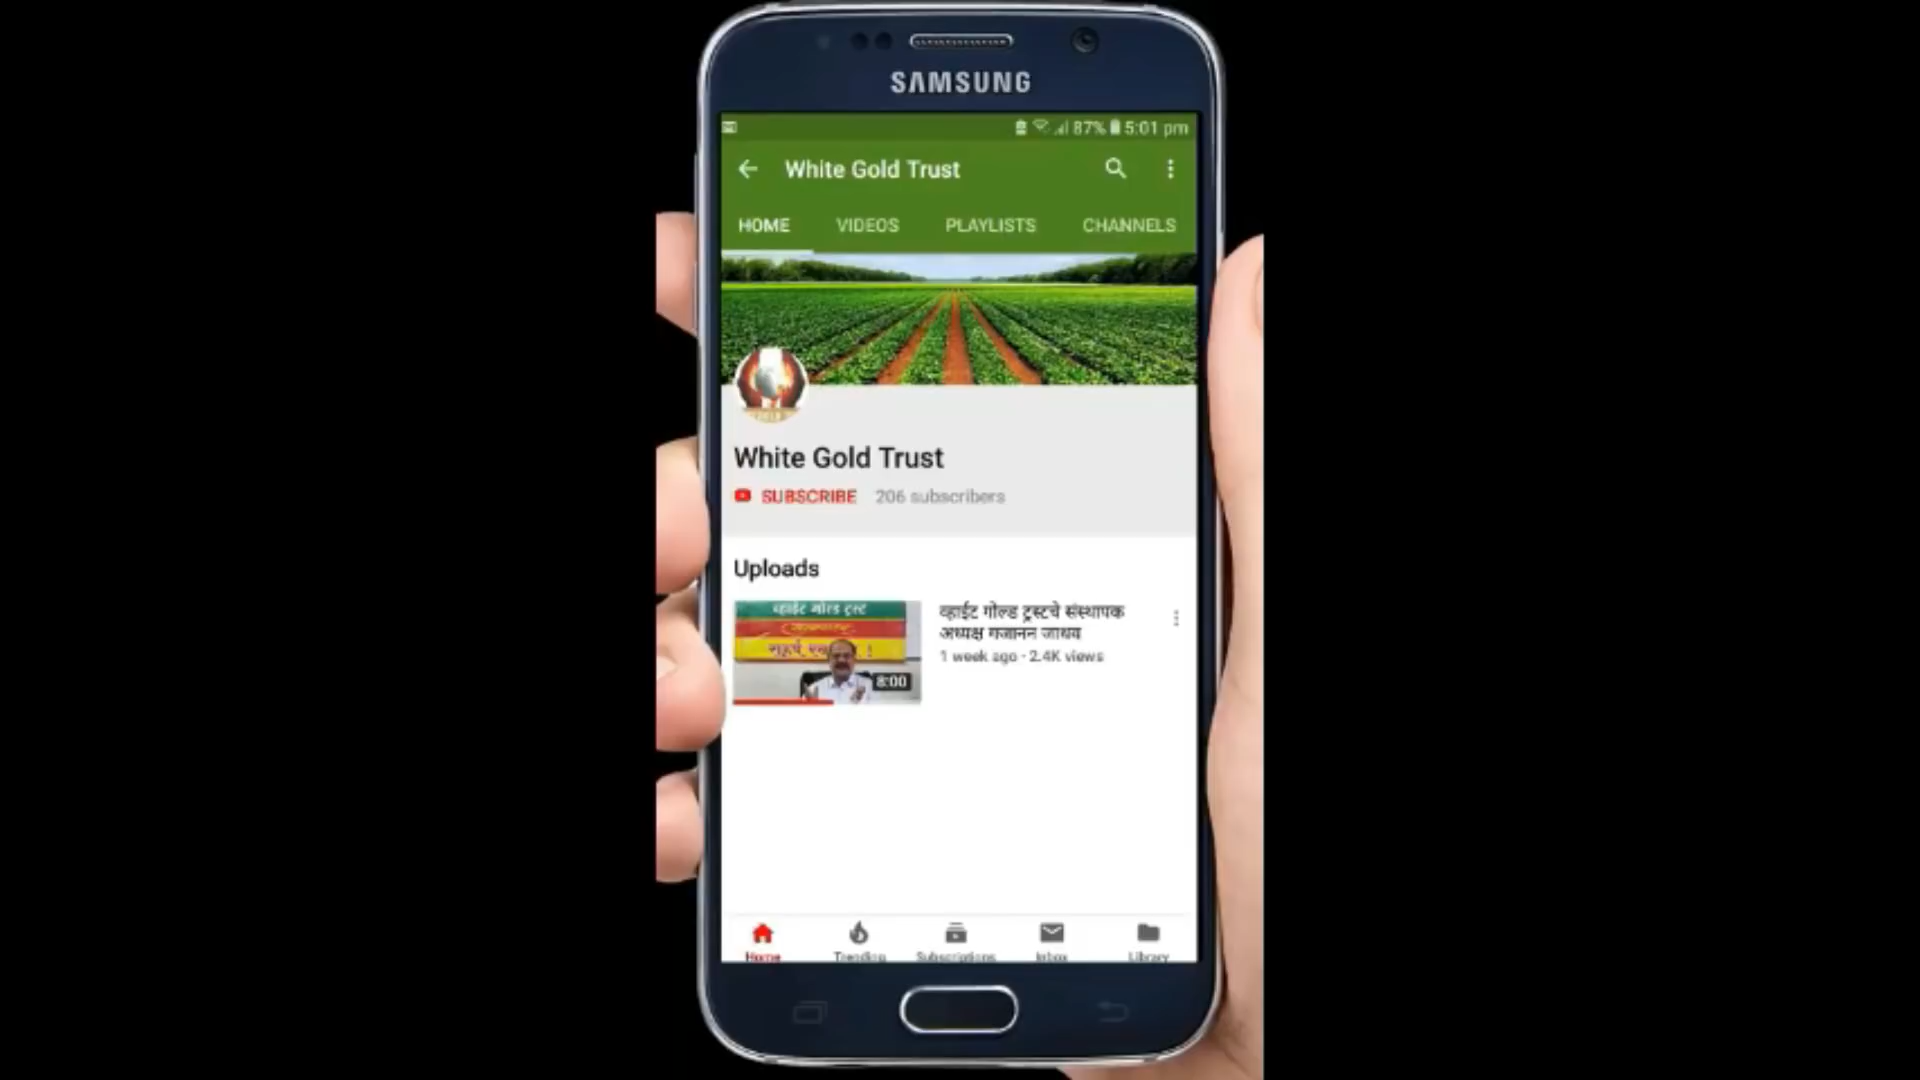 SAMSUNG
87% 5:01 pm
White Gold Trust
HOME VIDEOS PLAYLISTS CHANNELS
White Gold Trust
SUBSCRIBE 206 subscribers
Uploads
व्हाईट गोल्ड ट्रस्ट
8:00
व्हाईट गोल्ड ट्रस्टचे संस्थापक
अध्यक्ष गजानन जाधव
1 week ago · 2.4K views
Home Trending Subscriptions Inbox Library